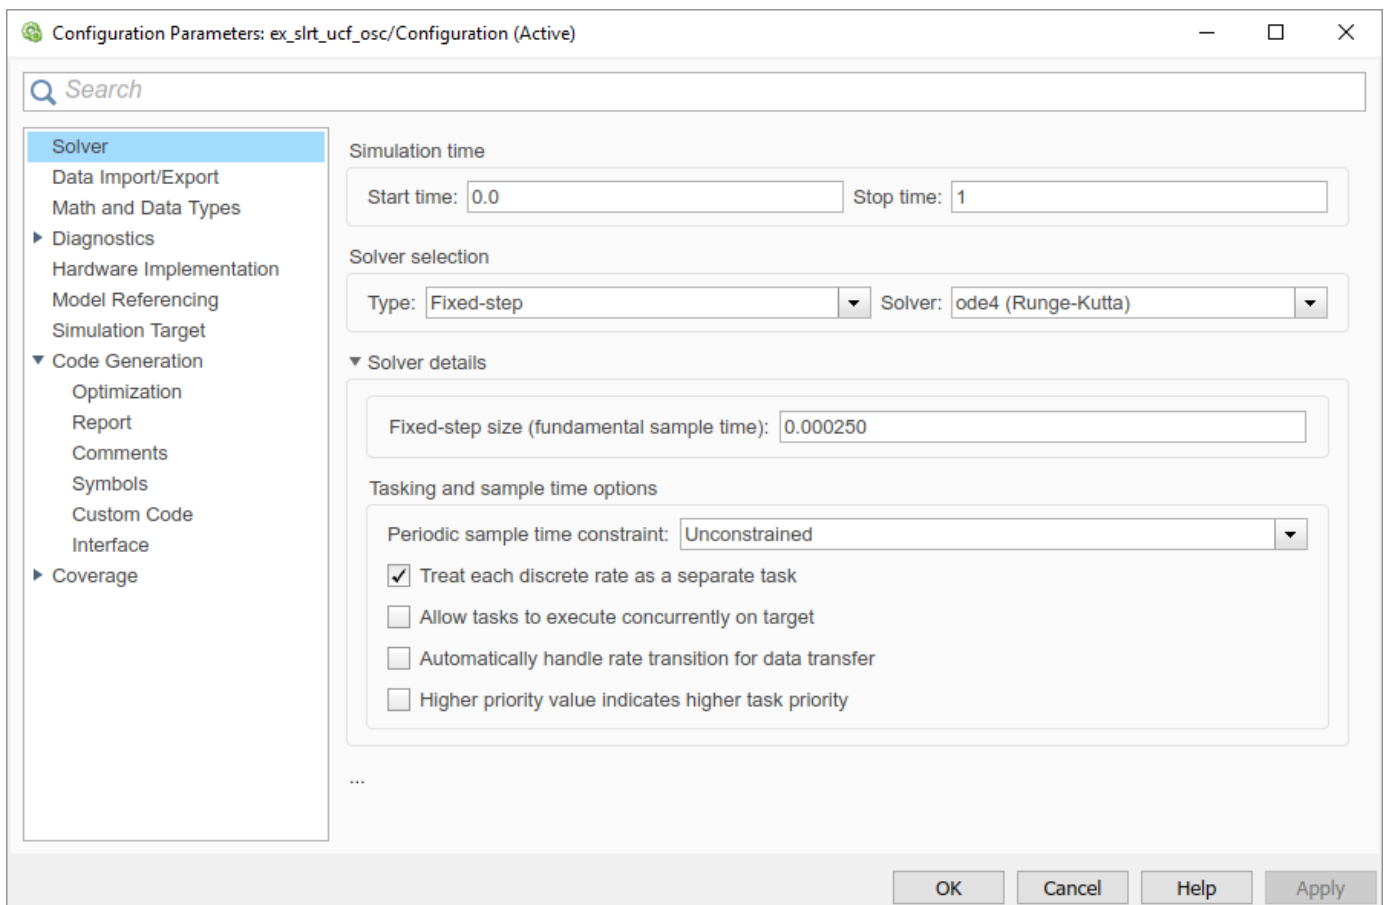 Configuration Parameters: ex_slrt_ucf_osc/Configuration (Active)
Search
Solver
Data Import/Export
Math and Data Types
Diagnostics
Hardware Implementation
Model Referencing
Simulation Target
Code Generation
Optimization
Report
Comments
Symbols
Custom Code
Interface
Coverage
Simulation time
Start time: 0.0 Stop time: 1
Solver selection
Type: Fixed-step Solver: ode4 (Runge-Kutta)
Solver details
Fixed-step size (fundamental sample time): 0.000250
Tasking and sample time options
Periodic sample time constraint: Unconstrained
Treat each discrete rate as a separate task
Allow tasks to execute concurrently on target
Automatically handle rate transition for data transfer
Higher priority value indicates higher task priority
...
OK Cancel Help Apply